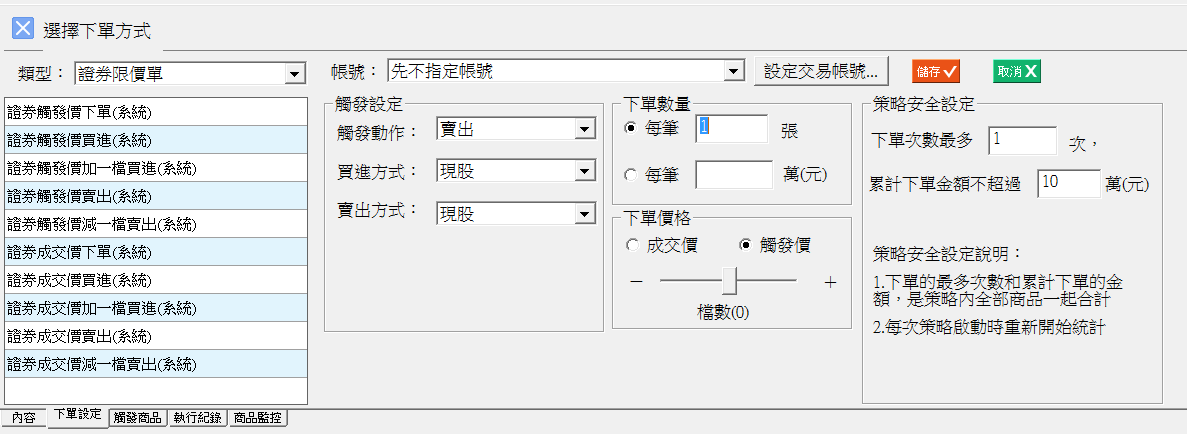 選擇下單方式
類型：
證券限價單
帳號：
先不指定帳號
設定交易帳號...
儲存
取消
證券觸發價下單(系統)
證券觸發價買進(系統)
證券觸發價加一檔買進(系統)
證券觸發價賣出(系統)
證券觸發價減一檔賣出(系統)
證券成交價下單(系統)
證券成交價買進(系統)
證券成交價加一檔買進(系統)
證券成交價賣出(系統)
證券成交價減一檔賣出(系統)
觸發設定
觸發動作：
賣出
買進方式：
現股
賣出方式：
現股
下單數量
每筆
1
張
每筆
萬(元)
下單價格
成交價
觸發價
－
＋
檔數(0)
策略安全設定
下單次數最多
1
次，
累計下單金額不超過
10
萬(元)
策略安全設定說明：
1.下單的最多次數和累計下單的金
額，是策略內全部商品一起合計
2.每次策略啟動時重新開始統計
內容
下單設定
觸發商品
執行紀錄
商品監控